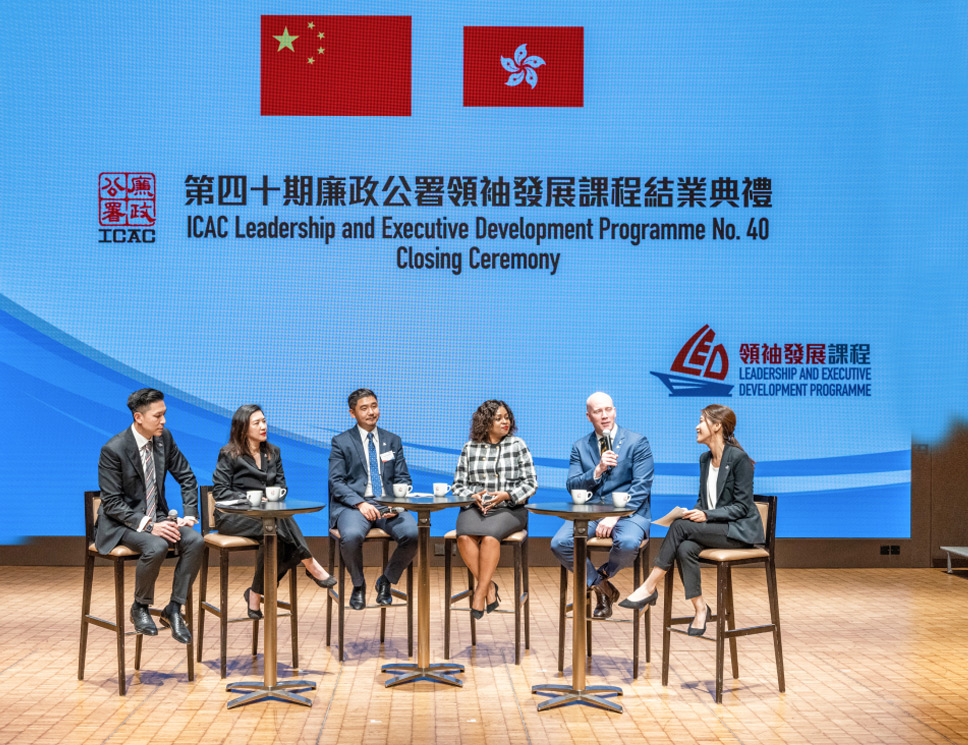 廉政公署
ICAC
第四十期廉政公署領袖發展課程結業典禮
ICAC Leadership and Executive Development Programme No. 40
Closing Ceremony
LED
領袖發展課程
LEADERSHIP AND EXECUTIVE
DEVELOPMENT PROGRAMME